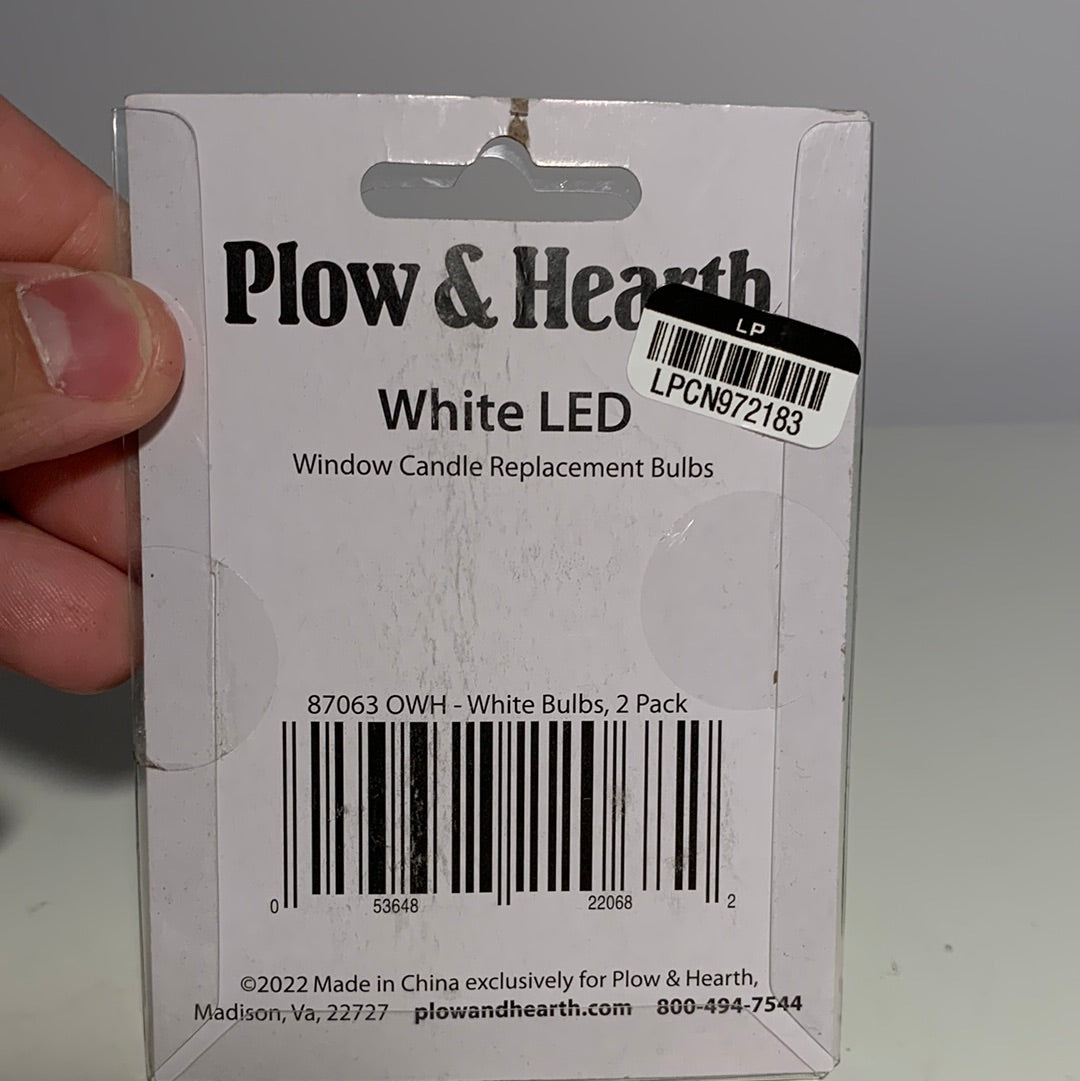 Plow & Hearth
LP
LPCN972183
White LED
Window Candle Replacement Bulbs
87063 OWH - White Bulbs, 2 Pack
0 53648 22068 2
©2022 Made in China exclusively for Plow & Hearth,
Madison, Va, 22727 plowandhearth.com 800-494-7544